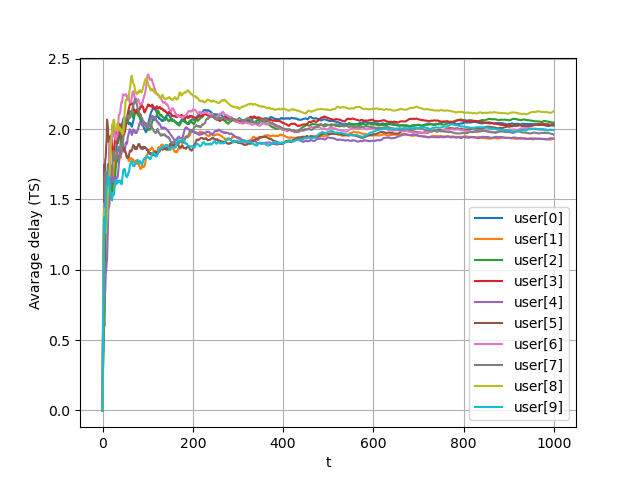 2.5
2.0
1.5
1.0
0.5
0.0
Avarage delay (TS)
0
200
400
600
800
1000
t
user[0]
user[1]
user[2]
user[3]
user[4]
user[5]
user[6]
user[7]
user[8]
user[9]